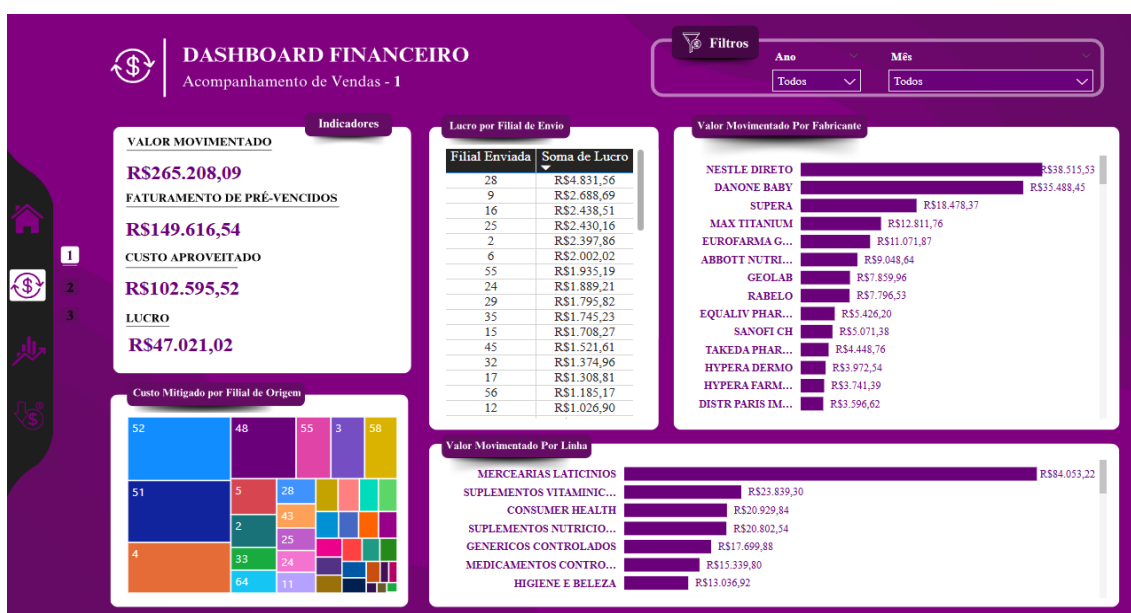 DASHBOARD FINANCEIRO
Acompanhamento de Vendas - 1
Filtros
Ano
Mês
Todos
Todos
Indicadores
VALOR MOVIMENTADO
R$265.208,09
FATURAMENTO DE PRÉ-VENCIDOS
R$149.616,54
CUSTO APROVEITADO
R$102.595,52
LUCRO
R$47.021,02
1
2
3
Lucro por Filial de Envio
Filial Enviada Soma de Lucro
28 R$4.831,56
9 R$2.688,69
16 R$2.438,51
25 R$2.430,16
2 R$2.397,86
6 R$2.002,02
55 R$1.935,19
24 R$1.889,21
29 R$1.795,82
35 R$1.745,23
15 R$1.708,27
45 R$1.521,61
32 R$1.374,96
17 R$1.308,81
56 R$1.185,17
12 R$1.026,90
Valor Movimentado Por Fabricante
NESTLE DIRETO R$38.515,53
DANONE BABY R$35.488,45
SUPERA R$18.478,37
MAX TITANIUM R$12.811,76
EUROFARMA G... R$11.071,87
ABBOTT NUTRI... R$9.048,64
GEOLAB R$7.859,96
RABELO R$7.796,53
EQUALIV PHAR... R$5.426,20
SANOFI CH R$5.071,38
TAKEDA PHAR... R$4.448,76
HYPERA DERMO R$3.972,54
HYPERA FARM... R$3.741,39
DISTR PARIS IM... R$3.596,62
Custo Mitigado por Filial de Origem
52
48
55
3
58
51
5
28
43
2
25
4
33
24
64
11
Valor Movimentado Por Linha
MERCEARIAS LATICINIOS R$84.053,22
SUPLEMENTOS VITAMINIC... R$23.839,30
CONSUMER HEALTH R$20.929,84
SUPLEMENTOS NUTRICIO... R$20.802,54
GENERICOS CONTROLADOS R$17.699,88
MEDICAMENTOS CONTRO... R$15.339,80
HIGIENE E BELEZA R$13.036,92